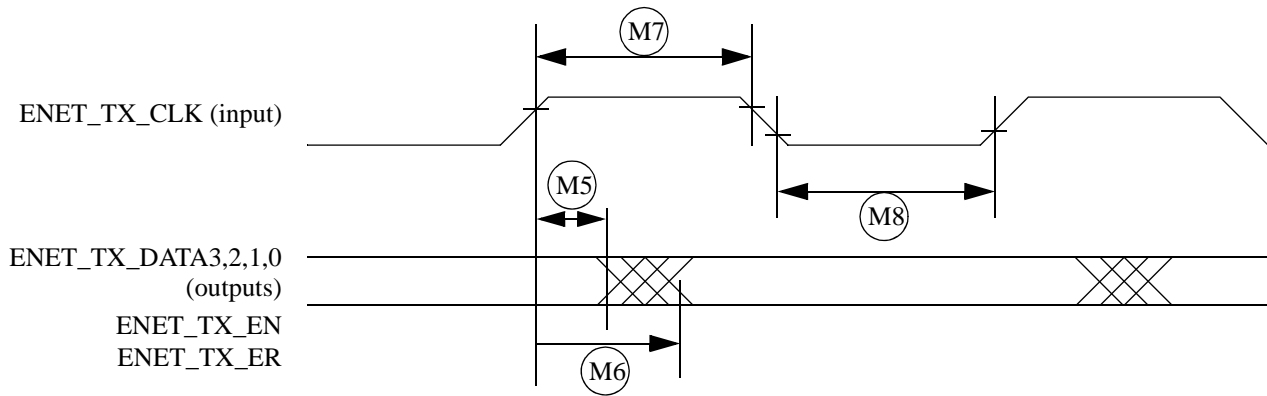 M7
ENET_TX_CLK (input)
M5
M8
ENET_TX_DATA3,2,1,0
(outputs)
ENET_TX_EN
ENET_TX_ER
M6